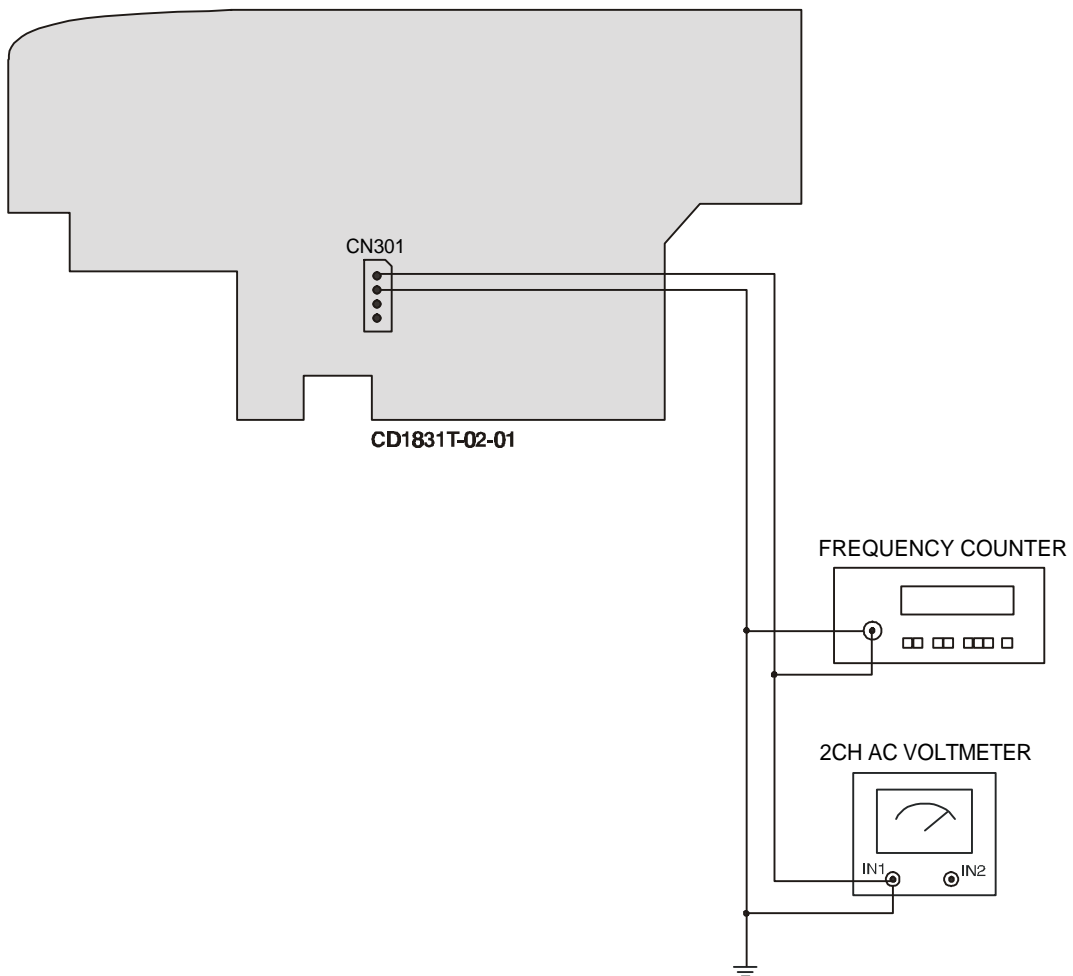 CN301
CD1831T-02-01
FREQUENCY COUNTER
2CH AC VOLTMETER
IN1 IN2